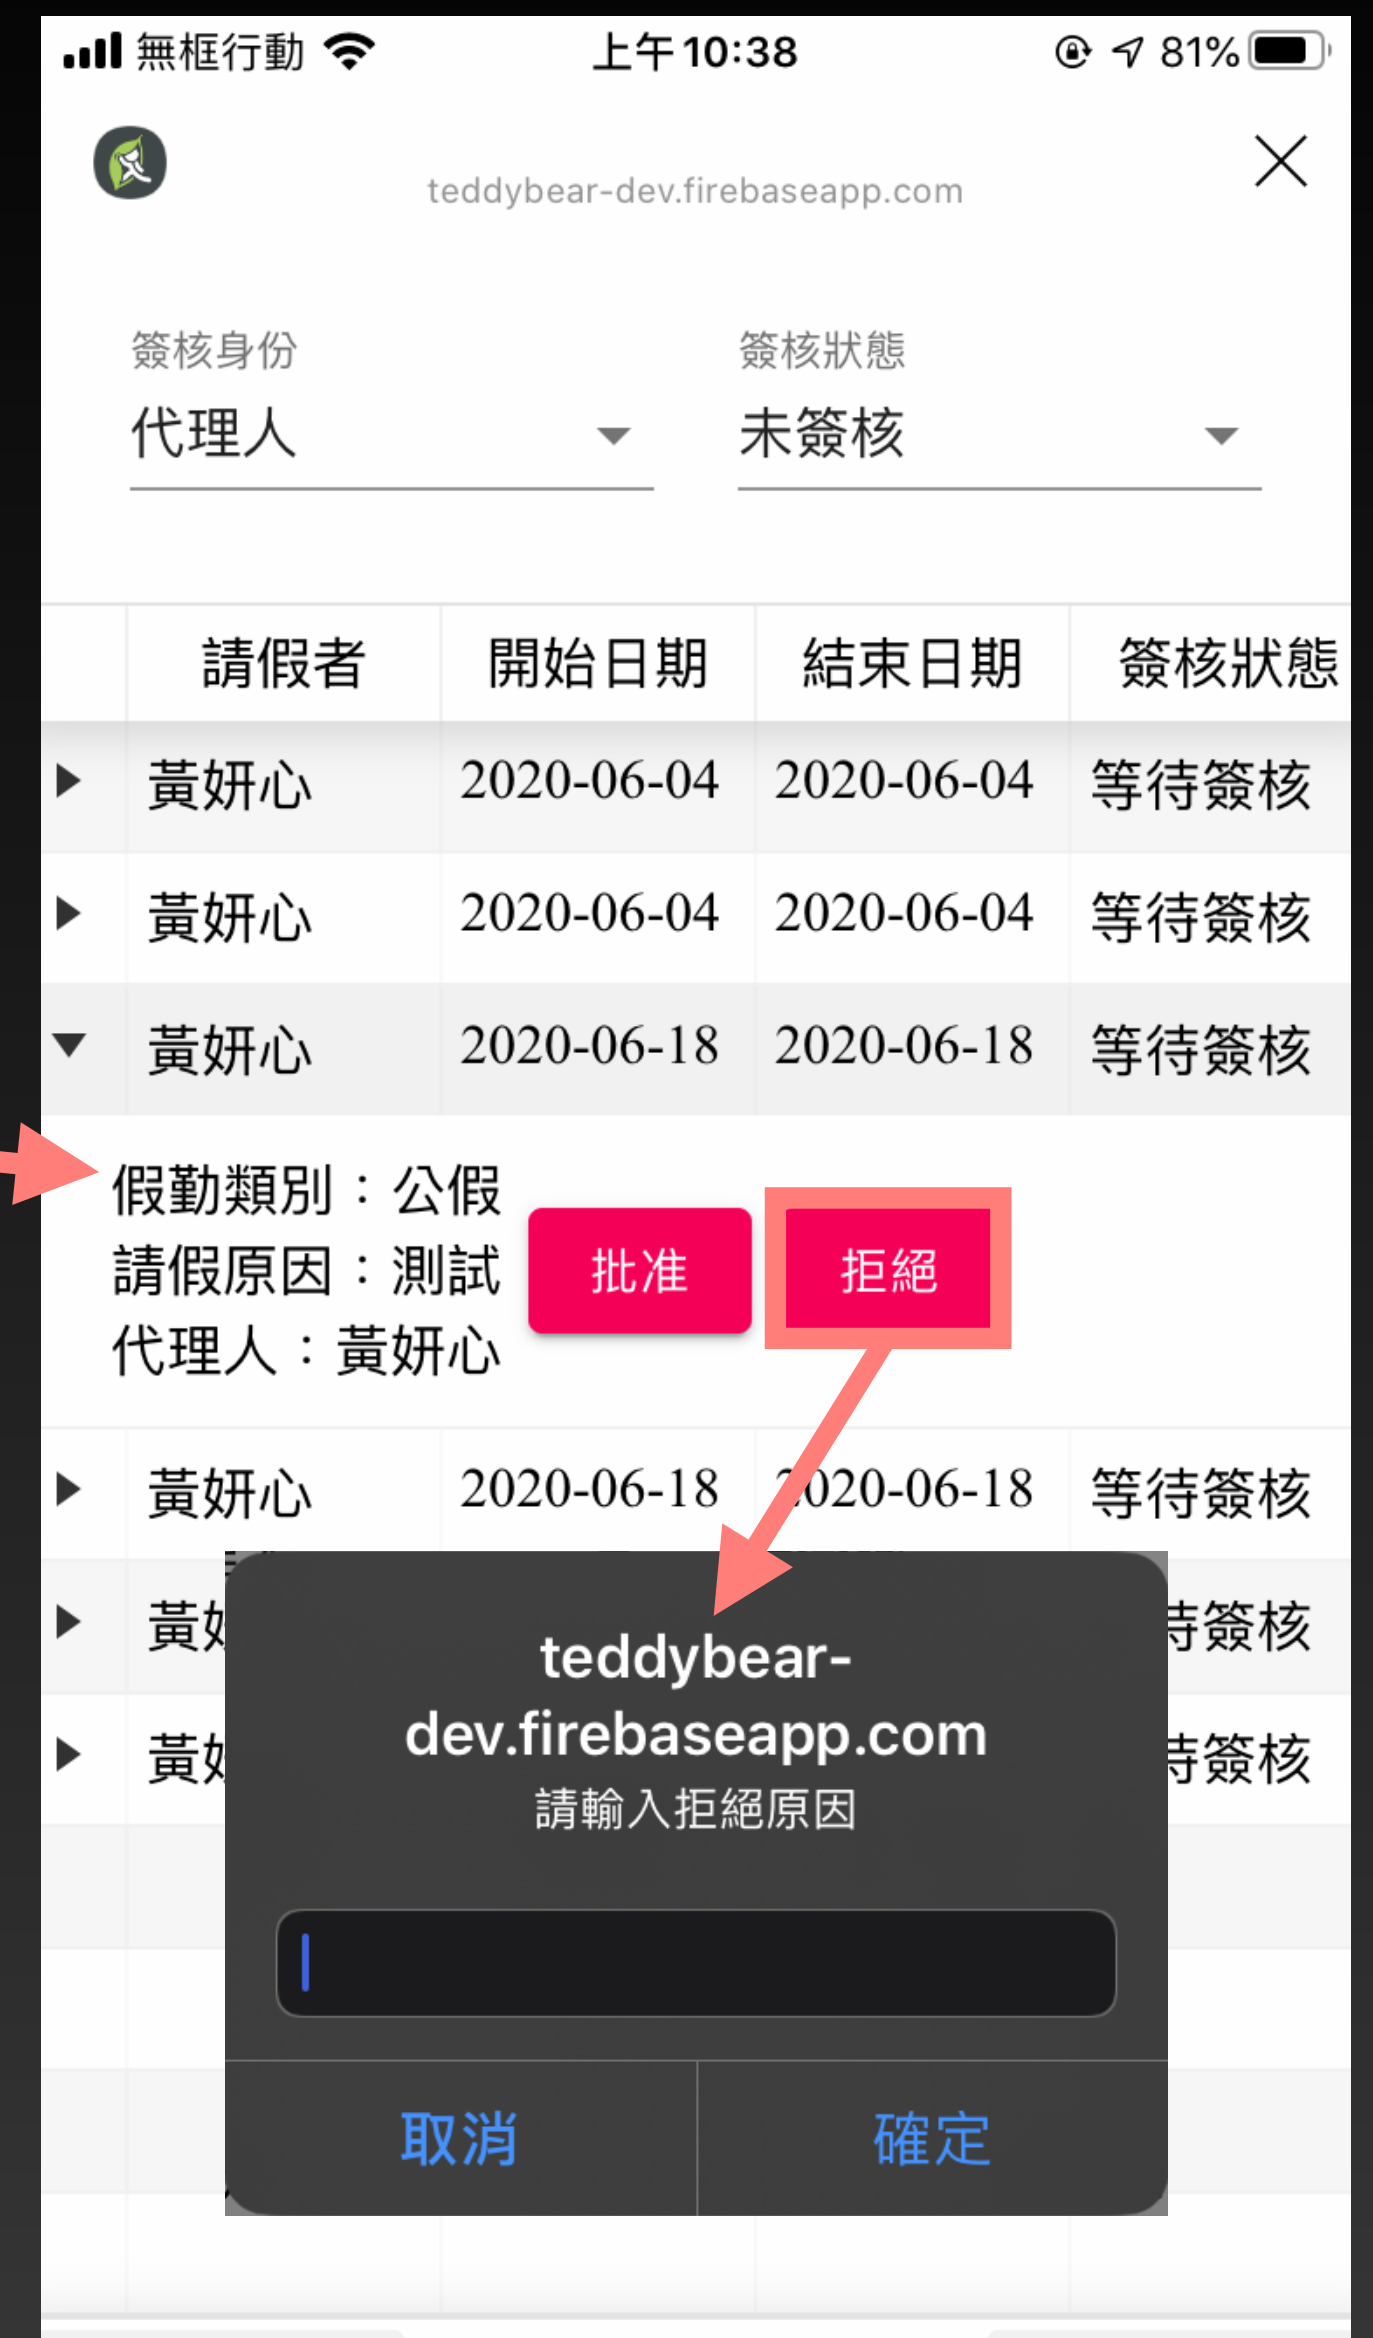 無框行動 上午10:38 81%
teddybear-dev.firebaseapp.com
簽核身份 簽核狀態
代理人 未簽核
請假者 開始日期 結束日期 簽核狀態
黃妍心 2020-06-04 2020-06-04 等待簽核
黃妍心 2020-06-04 2020-06-04 等待簽核
黃妍心 2020-06-18 2020-06-18 等待簽核
假勤類別：公假
請假原因：測試 批准 拒絕
代理人：黃妍心
黃妍心 2020-06-18 2020-06-18 等待簽核
黃 簽核
黃 簽核
teddybear-
dev.firebaseapp.com
請輸入拒絕原因
取消 確定